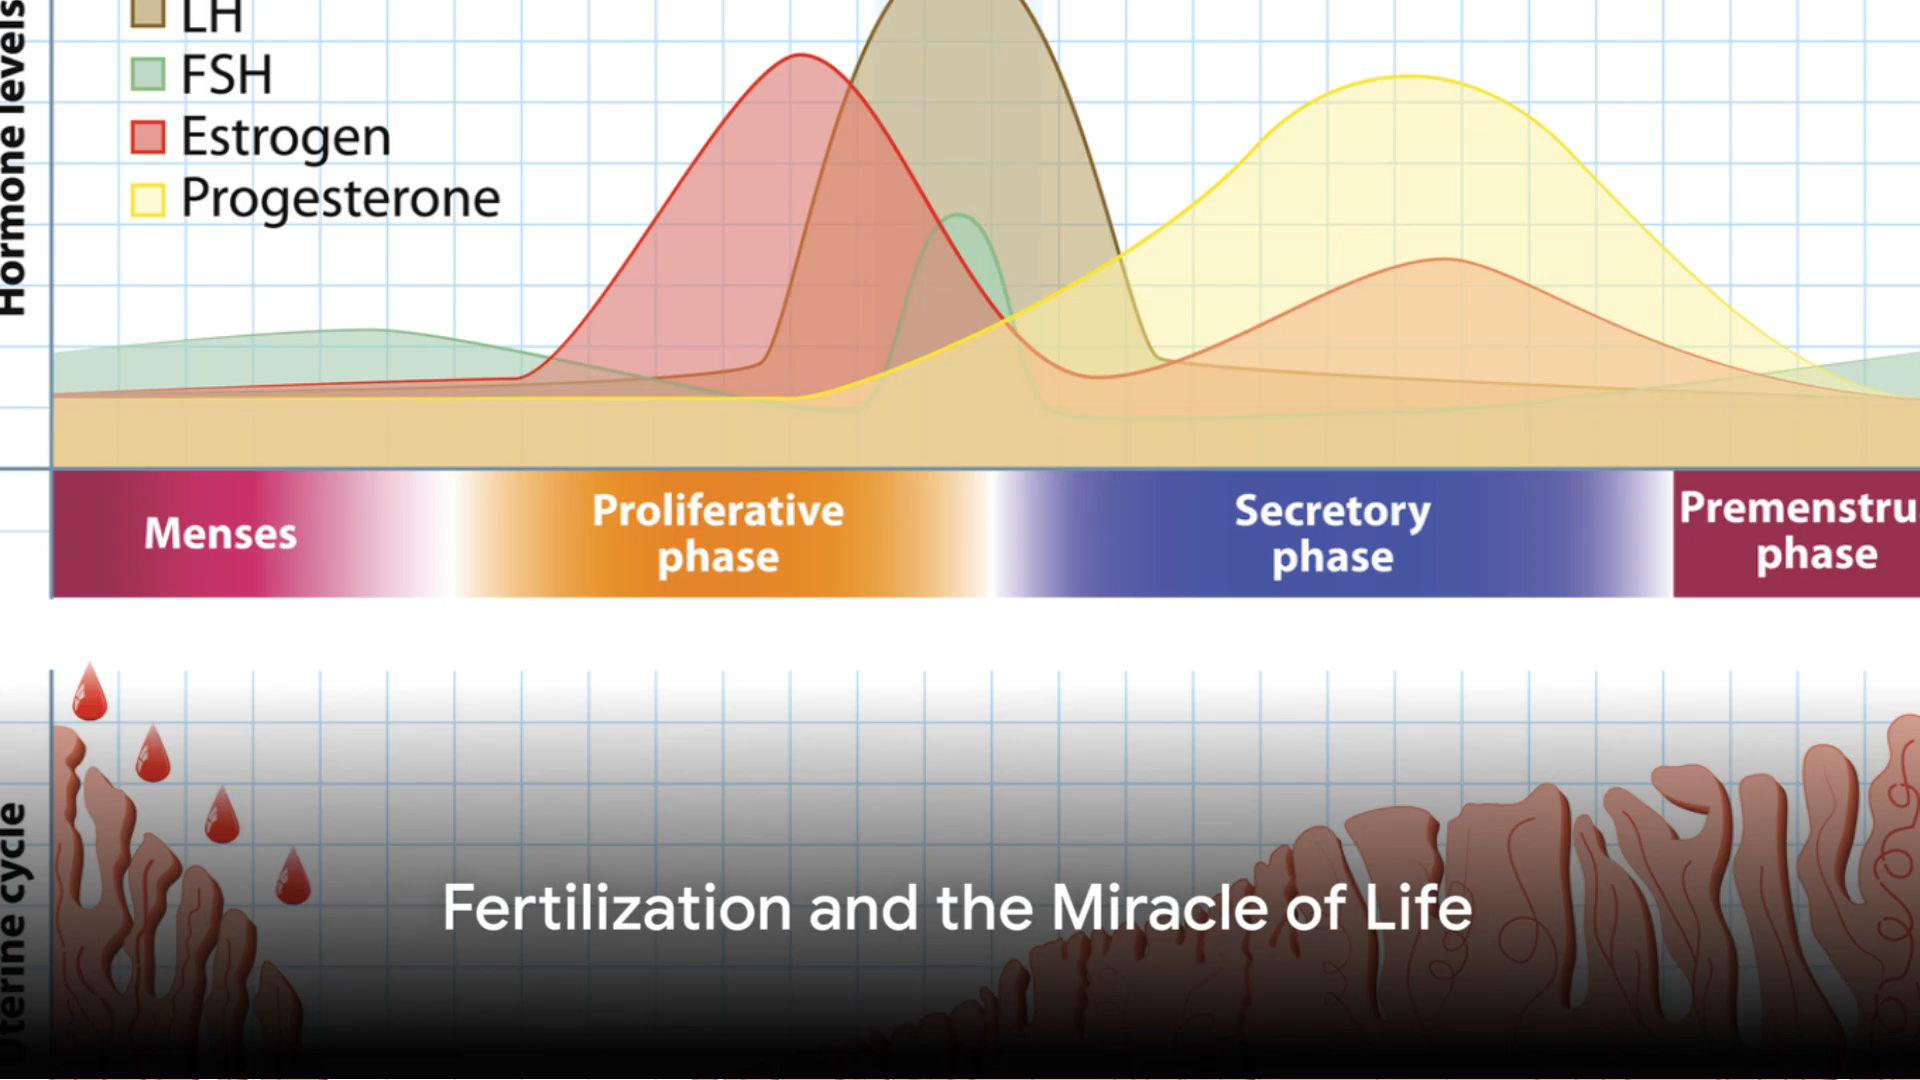 Hormone levels
LH
FSH
Estrogen
Progesterone
Menses
Proliferative
phase
Secretory
phase
Premenstru
phase
Uterine cycle
Fertilization and the Miracle of Life